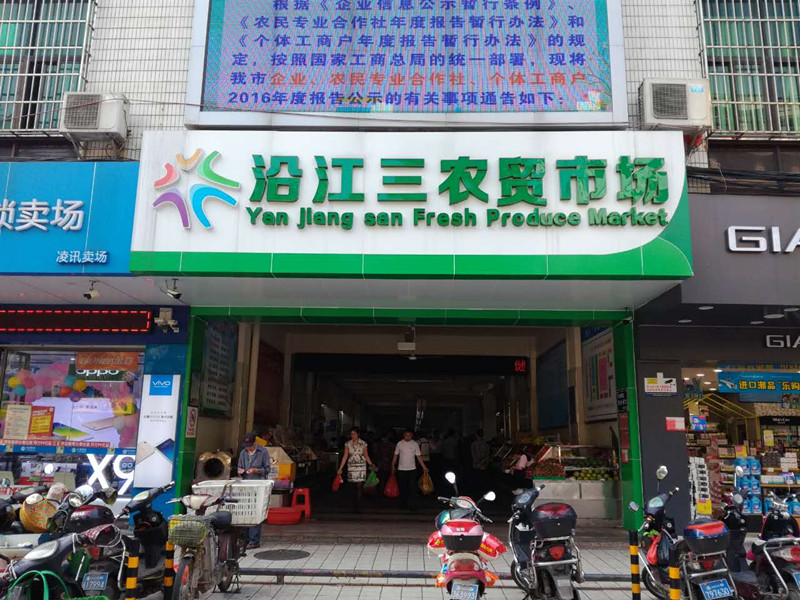 根据《企业信息公示暂行条例》、
《农民专业合作社年度报告暂行办法》和
《个体工商户年度报告暂行办法》的规
定，按照国家工商总局的统一部署，现将
我市企业、农民专业合作社、个体工商户
2016年度报告公示的有关事项通告如下：
沿江三农贸市场
Yan jiang san Fresh Produce Market
卖场
凌讯卖场
GIA
GIA
oppo
vivo
X9
进口潮品